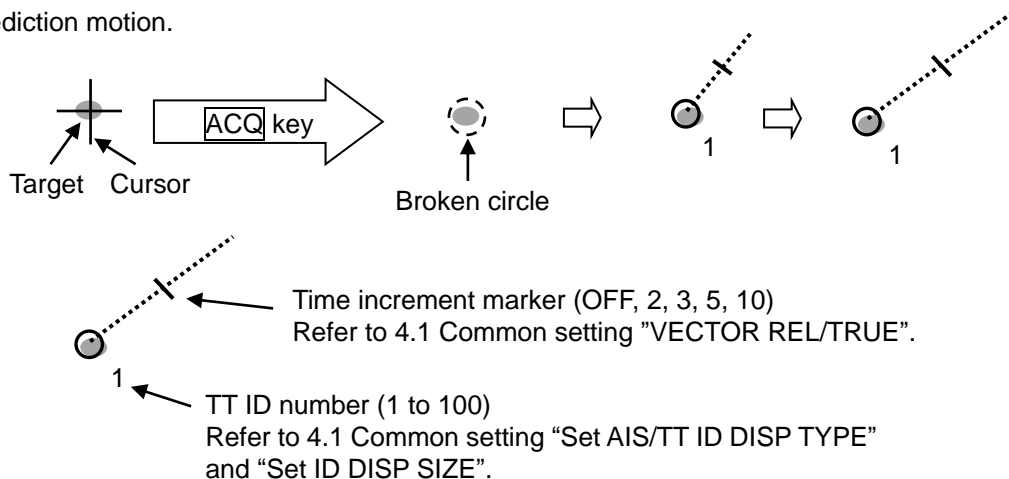 ediction motion.
ACQ key
Target Cursor
Broken circle
1
1
Time increment marker (OFF, 2, 3, 5, 10)
Refer to 4.1 Common setting "VECTOR REL/TRUE".
1
TT ID number (1 to 100)
Refer to 4.1 Common setting “Set AIS/TT ID DISP TYPE”
and “Set ID DISP SIZE”.